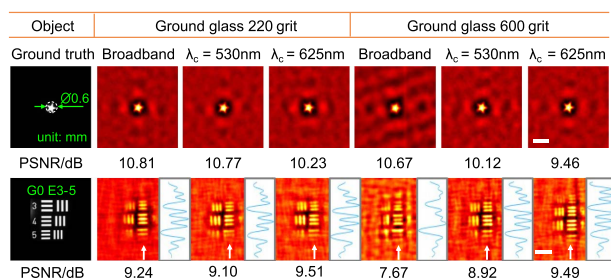 Object Ground glass 220 grit Ground glass 600 grit
Ground truth Broadband λc = 530nm λc = 625nm Broadband λc = 530nm λc = 625nm
Ø0.6
unit: mm
PSNR/dB 10.81 10.77 10.23 10.67 10.12 9.46
G0 E3-5
3
4
5
PSNR/dB 9.24 9.10 9.51 7.67 8.92 9.49